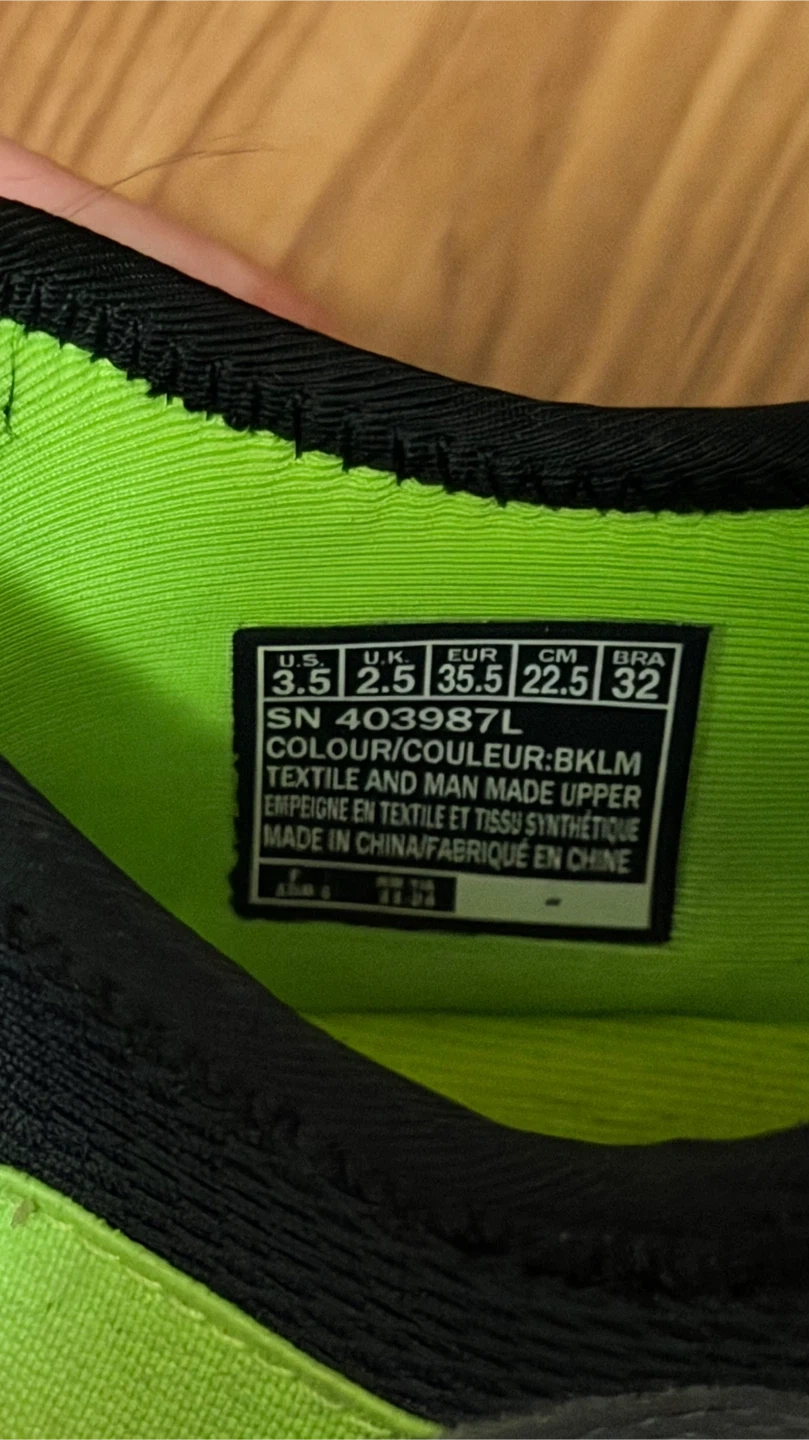 U.S. U.K. EUR CM BRA
3.5 2.5 35.5 22.5 32
SN 403987L
COLOUR/COULEUR:BKLM
TEXTILE AND MAN MADE UPPER
EMPEIGNE EN TEXTILE ET TISSU SYNTHÉTIQUE
MADE IN CHINA/FABRIQUÉ EN CHINE